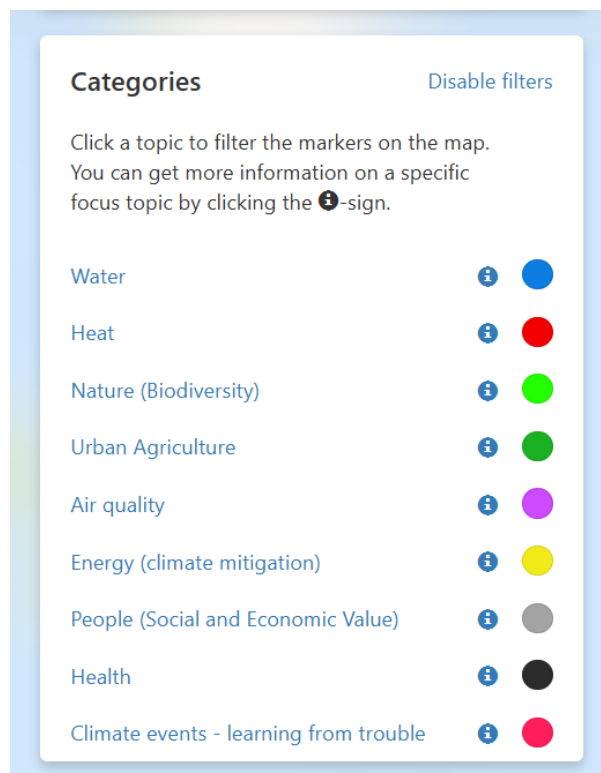 Categories
Disable filters
Click a topic to filter the markers on the map.
You can get more information on a specific
focus topic by clicking the i-sign.
Water i
Heat i
Nature (Biodiversity) i
Urban Agriculture i
Air quality i
Energy (climate mitigation) i
People (Social and Economic Value) i
Health i
Climate events - learning from trouble i